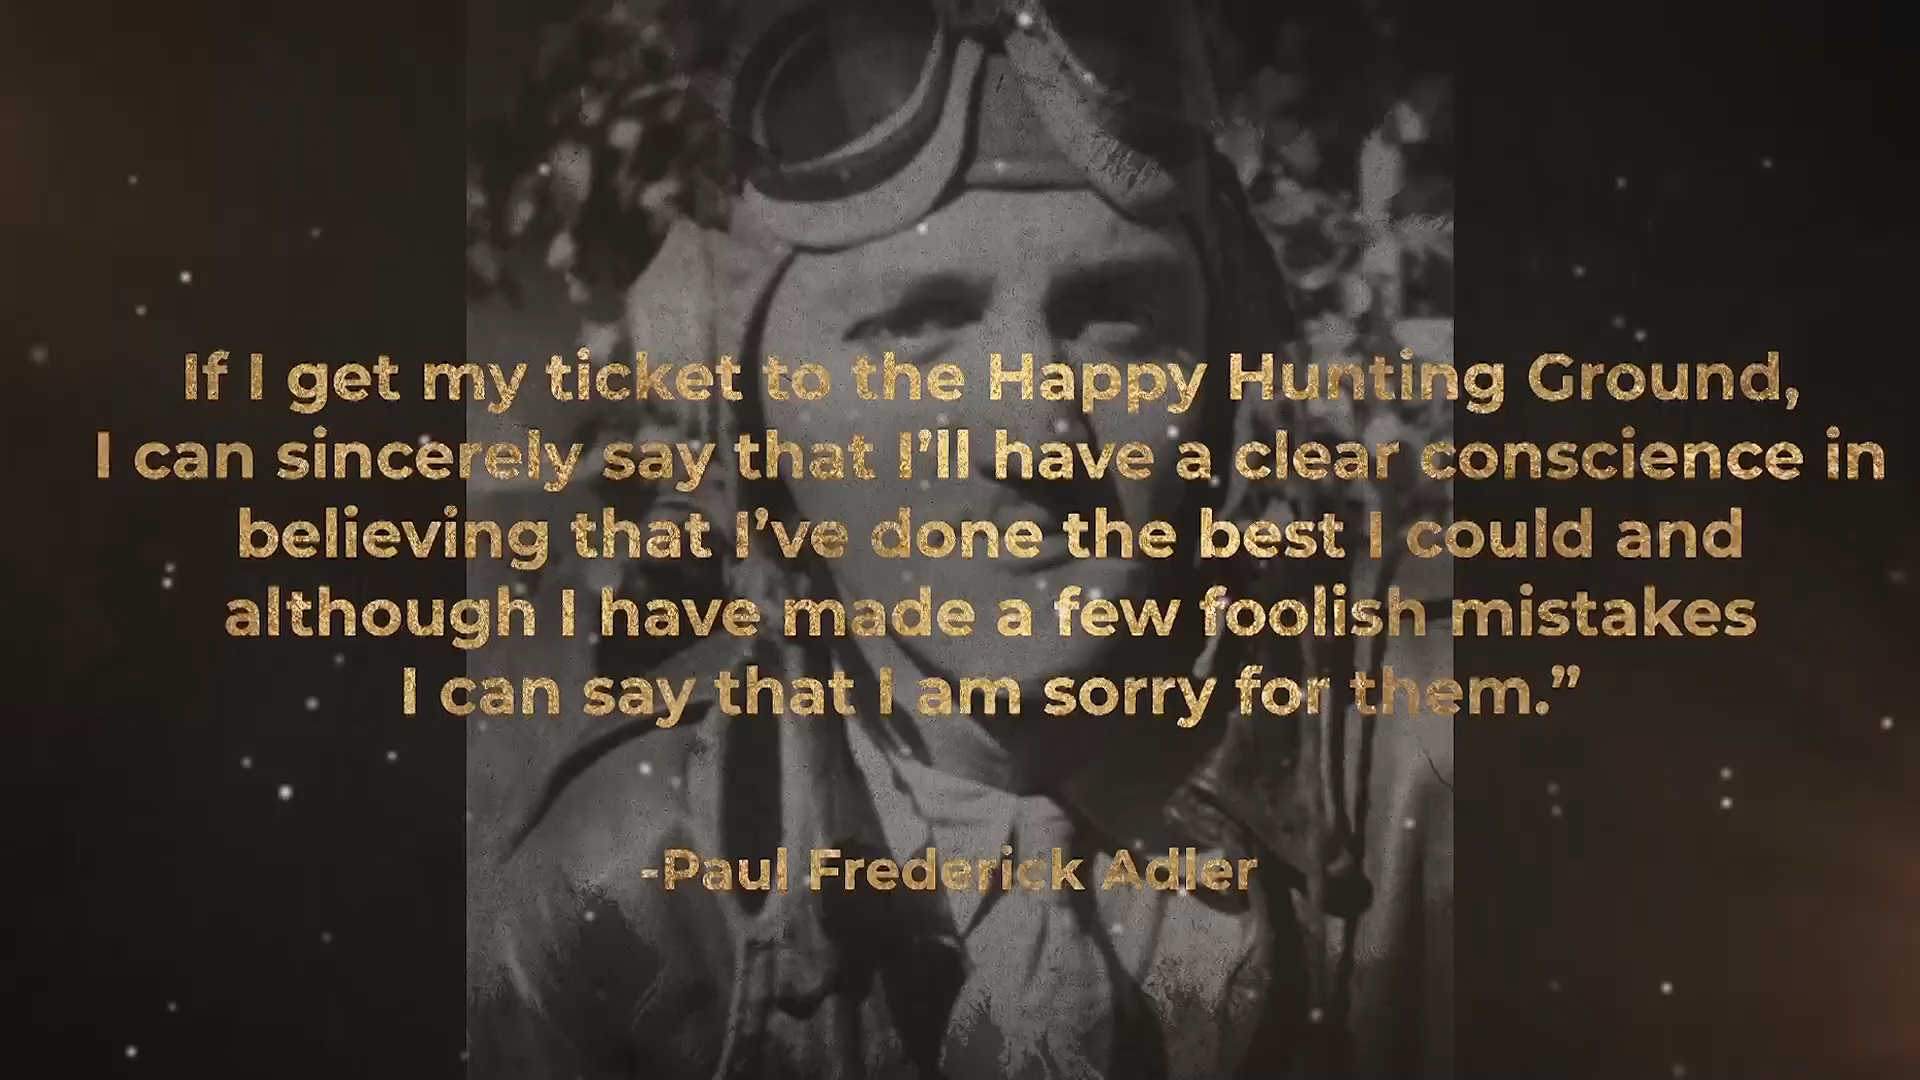 If I get my ticket to the Happy Hunting Ground,
I can sincerely say that I’ll have a clear conscience in
believing that I’ve done the best I could and
although I have made a few foolish mistakes
I can say that I am sorry for them.”
-Paul Frederick Adler